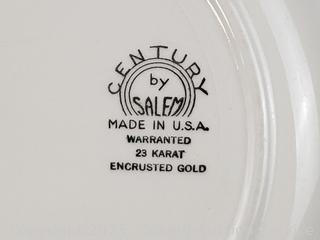 CENTURY
by
SALEM
MADE IN U.S.A.
WARRANTED
23 KARAT
ENCRUSTED GOLD